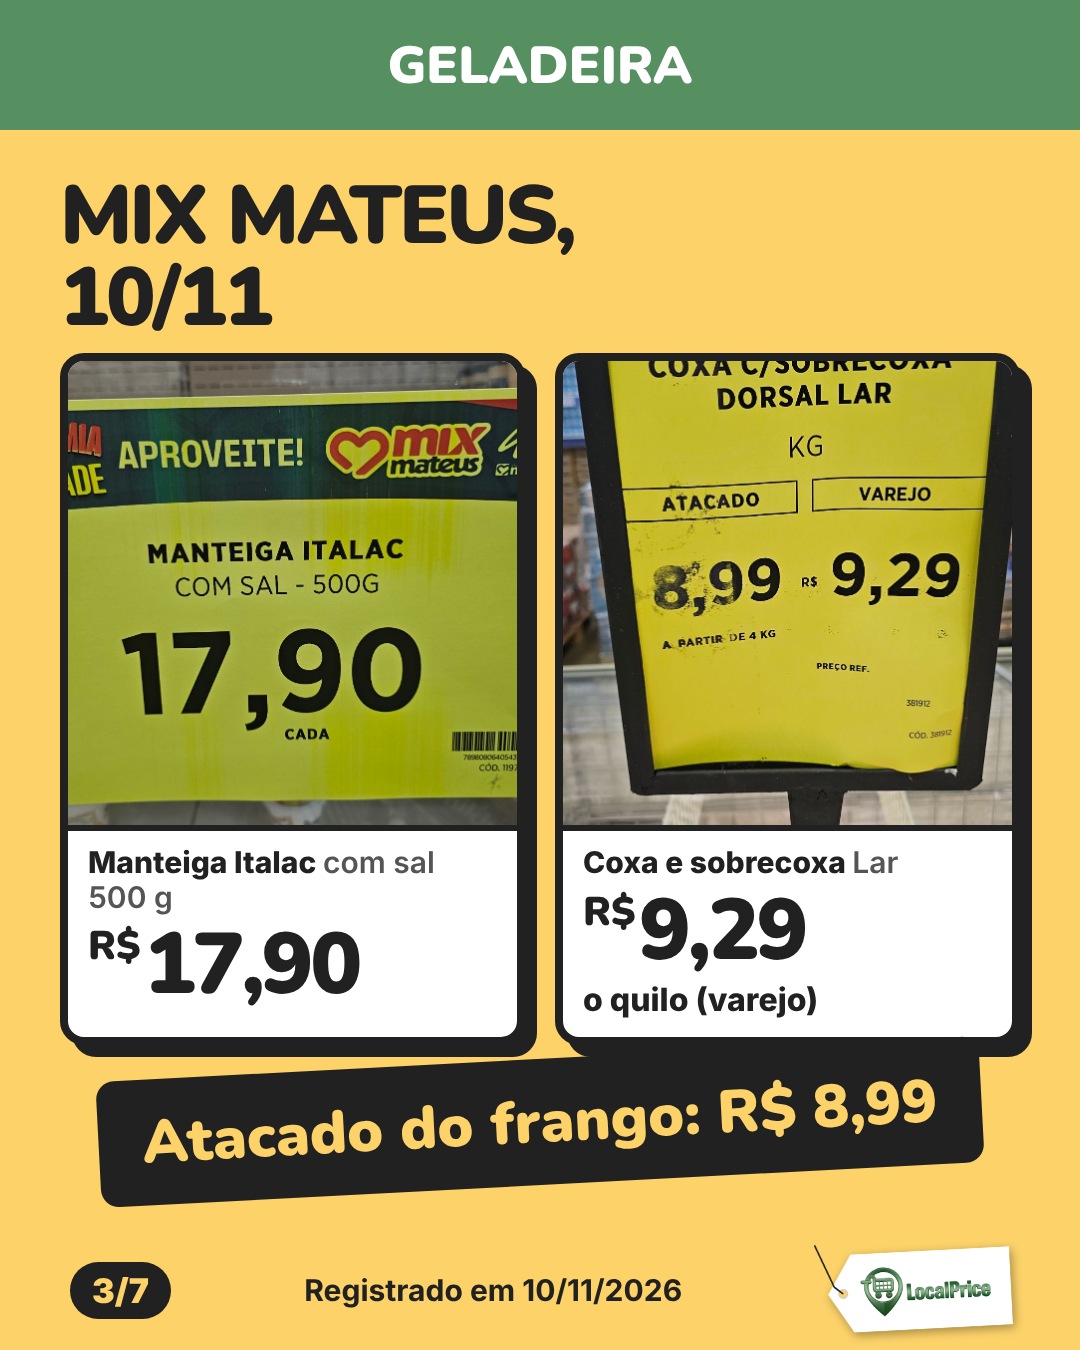 GELADEIRA
MIX MATEUS,
10/11
APROVEITE!
mix
mateus
MANTEIGA ITALAC
COM SAL - 500G
17,90
CADA
CÓD. 1197
COXA C/SOBRECOXA
DORSAL LAR
KG
ATACADO
VAREJO
8,99
R$ 9,29
A PARTIR DE 4 KG
PREÇO REF.
381912
CÓD. 381912
Manteiga Italac com sal
500 g
R$ 17,90
Coxa e sobrecoxa Lar
R$ 9,29
o quilo (varejo)
Atacado do frango: R$ 8,99
3/7
Registrado em 10/11/2026
LocalPrice